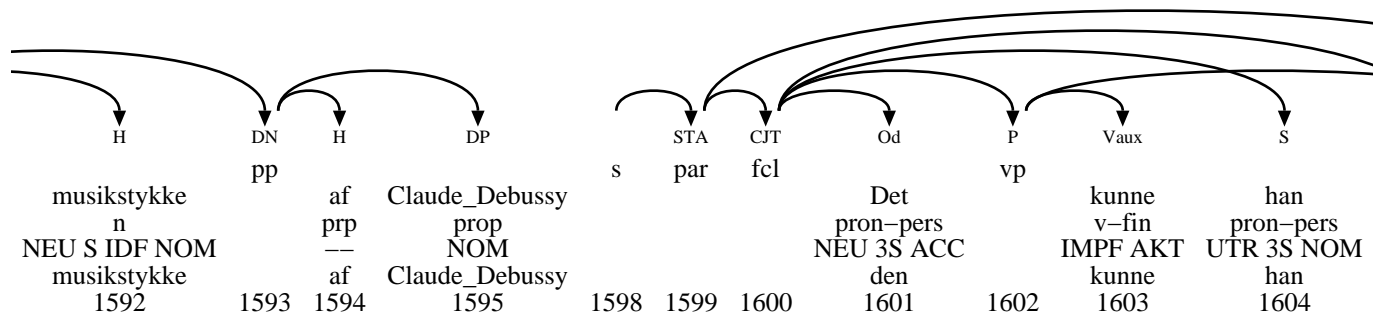 H DN H DP STA CJT Od P Vaux S
pp s par fcl vp
musikstykke af Claude_Debussy Det kunne han
n prp prop pron−pers v−fin pron−pers
NEU S IDF NOM −− NOM NEU 3S ACC IMPF AKT UTR 3S NOM
musikstykke af Claude_Debussy den kunne han
1592 1593 1594 1595 1598 1599 1600 1601 1602 1603 1604